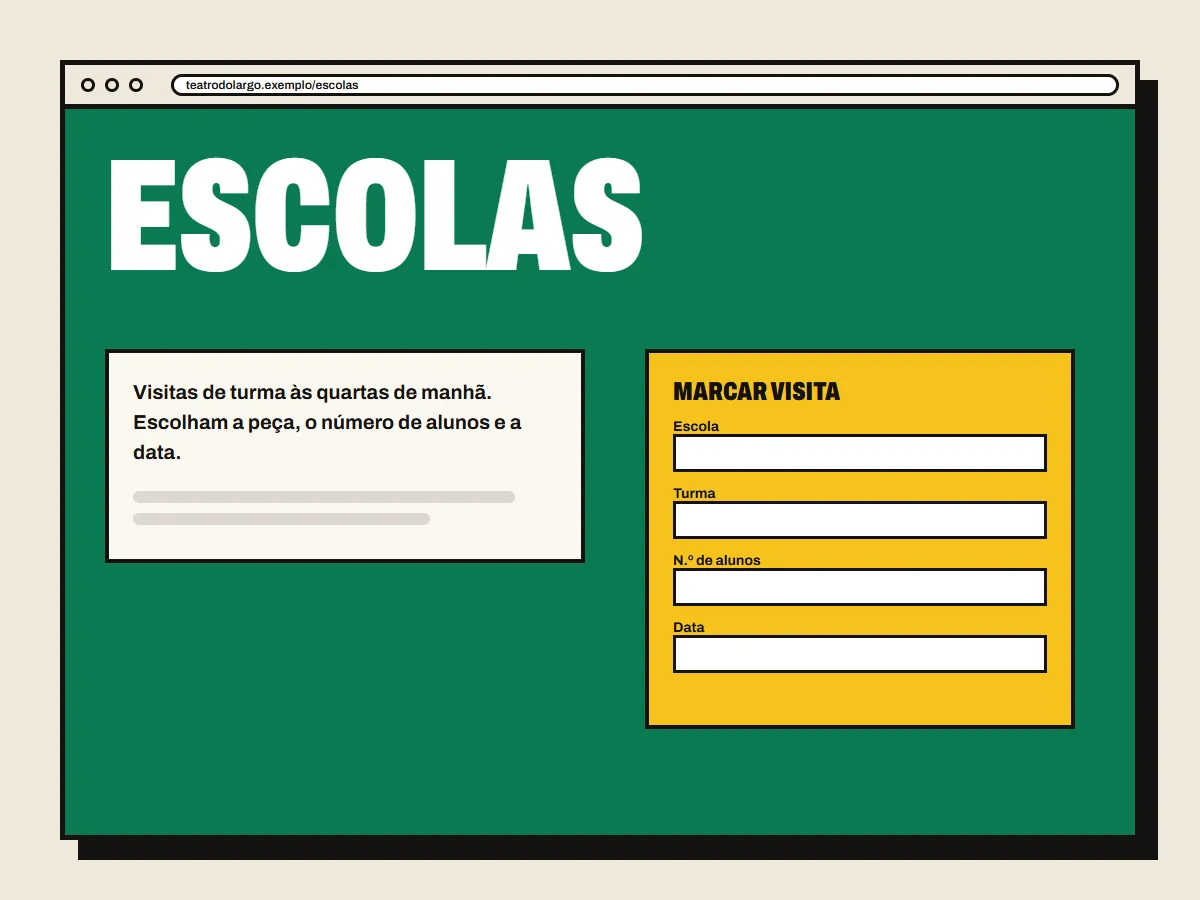 teatrodolargo.exemplo/escolas
ESCOLAS
Visitas de turma às quartas de manhã.
Escolham a peça, o número de alunos e a
data.
MARCAR VISITA
Escola
Turma
N.º de alunos
Data